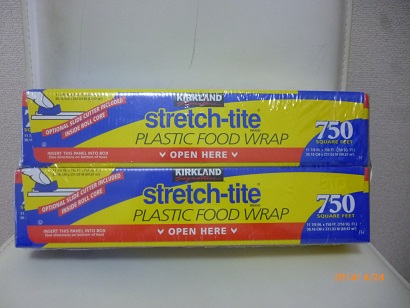 KIRKLAND
OPTIONAL SLIDE CUTTER INCLUDED
INSIDE ROLL CORE
stretch-tite
PLASTIC FOOD WRAP
750
SQUARE FEET
INSERT THIS PANEL INTO BOX
OPEN HERE
KIRKLAND
OPTIONAL SLIDE CUTTER INCLUDED
INSIDE ROLL CORE
stretch-tite
PLASTIC FOOD WRAP
750
SQUARE FEET
INSERT THIS PANEL INTO BOX
OPEN HERE